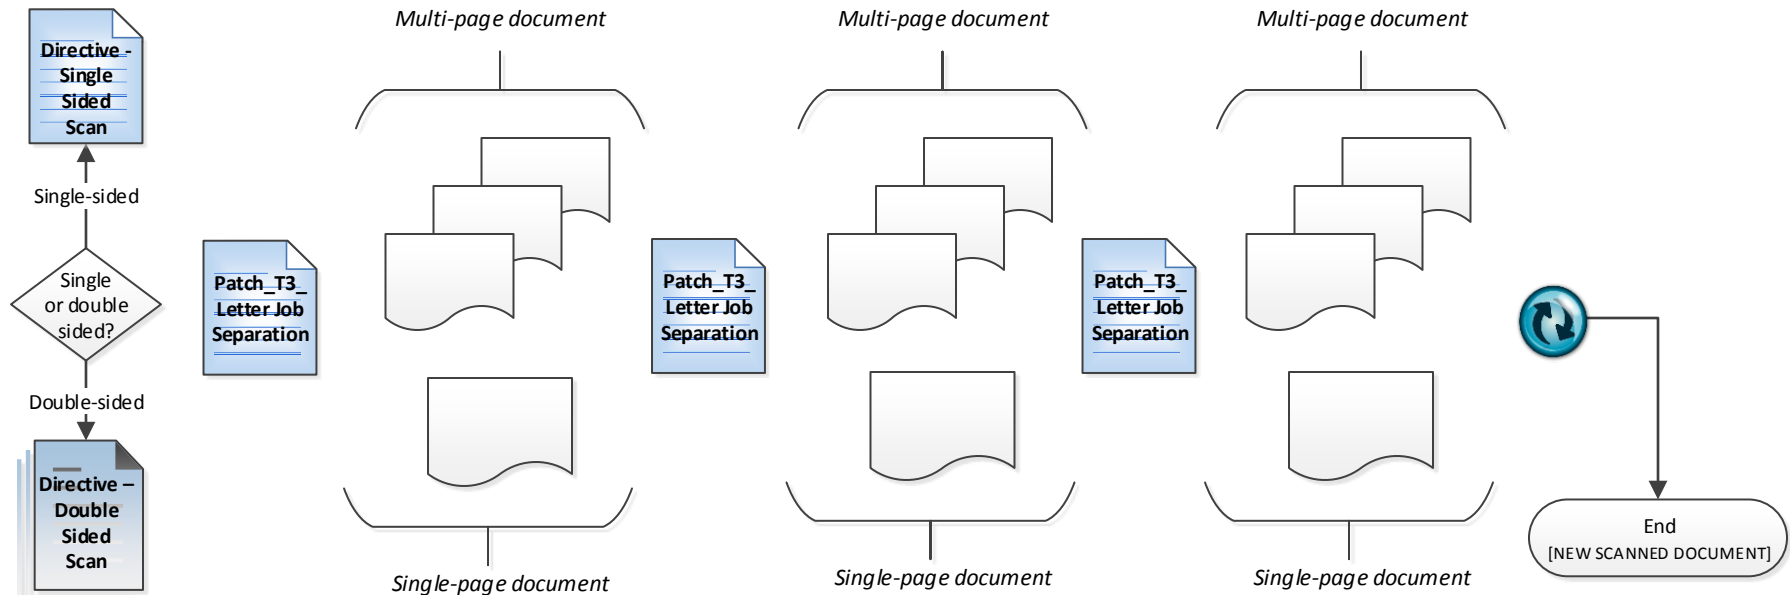 Directive -
Single
Sided
Scan
Single-sided
Single
or double
sided?
Double-sided
Directive –
Double
Sided
Scan
Patch_T3_
Letter Job
Separation
Multi-page document
Single-page document
Patch_T3_
Letter Job
Separation
Multi-page document
Single-page document
Patch_T3_
Letter Job
Separation
Multi-page document
Single-page document
End
[NEW SCANNED DOCUMENT]